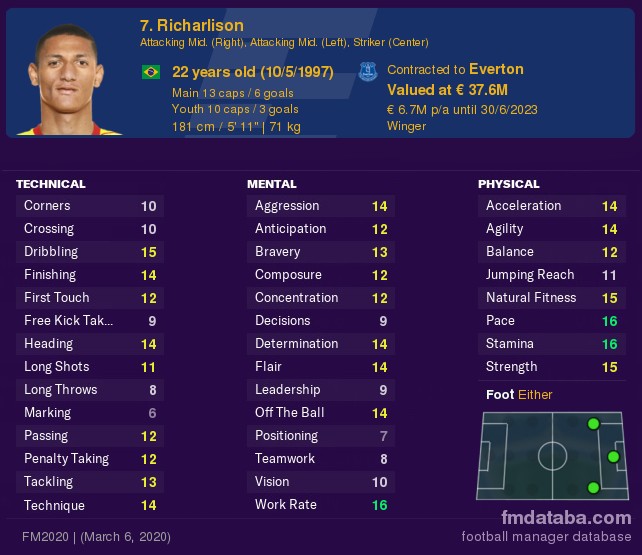 7. Richarlison
Attacking Mid. (Right), Attacking Mid. (Left), Striker (Center)
22 years old (10/5/1997)
Main 13 caps / 6 goals
Youth 10 caps / 3 goals
181 cm / 5' 11" | 71 kg
Contracted to Everton
Valued at € 37.6M
€ 6.7M p/a until 30/6/2023
Winger
TECHNICAL
Corners 10
Crossing 10
Dribbling 15
Finishing 14
First Touch 12
Free Kick Tak... 9
Heading 14
Long Shots 11
Long Throws 8
Marking 6
Passing 12
Penalty Taking 12
Tackling 13
Technique 14
MENTAL
Aggression 14
Anticipation 12
Bravery 13
Composure 12
Concentration 12
Decisions 9
Determination 14
Flair 14
Leadership 9
Off The Ball 14
Positioning 7
Teamwork 8
Vision 10
Work Rate 16
PHYSICAL
Acceleration 14
Agility 14
Balance 12
Jumping Reach 11
Natural Fitness 15
Pace 16
Stamina 16
Strength 15
Foot Either
FM2020 | (March 6, 2020)
fmdataba.com
football manager database